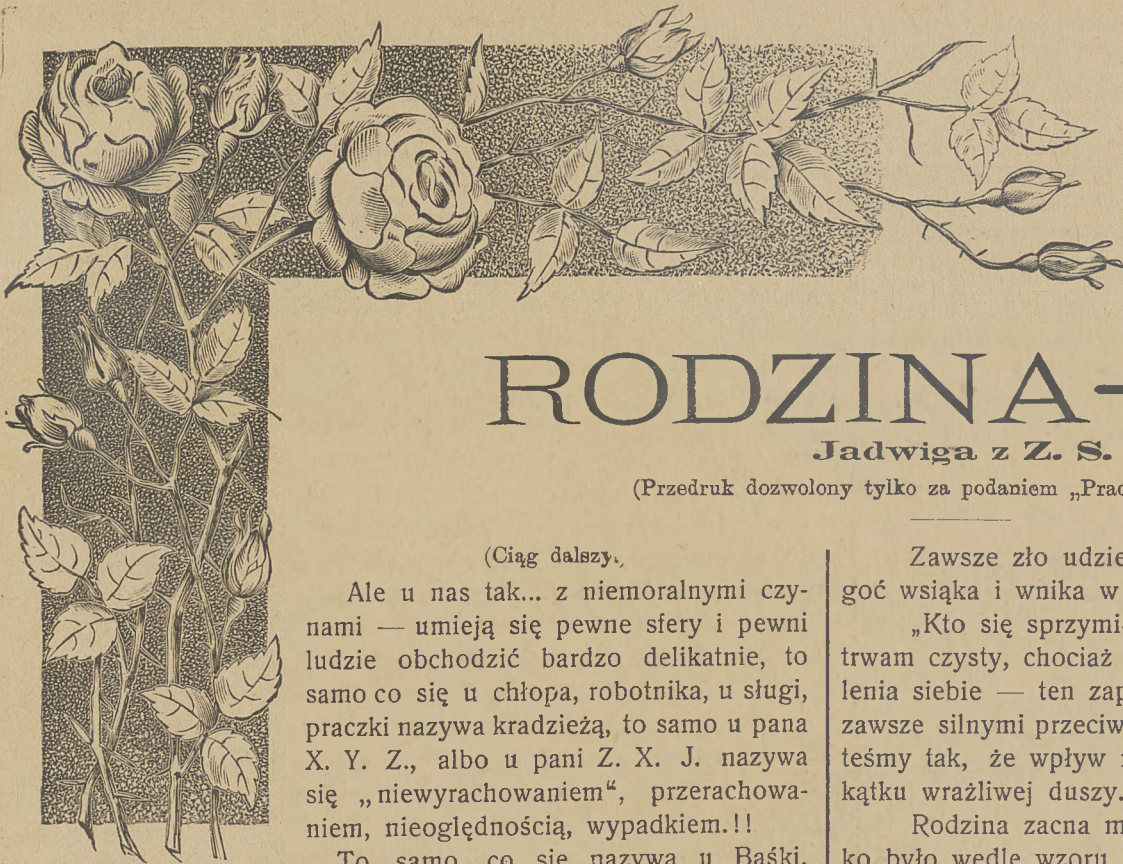 RODZINA-
Jadwiga z Z. S.
(Przedruk dozwolony tylko za podaniem „Prac
(Ciąg dalszy.
Ale u nas tak... z niemoralnymi czy-
nami — umieją się pewne sfery i pewni
ludzie obchodzić bardzo delikatnie, to
samo co się u chłopa, robotnika, u sługi,
praczki nazywa kradzieżą, to samo u pana
X. Y. Z., albo u pani Z. X. J. nazywa
się „niewyrachowaniem“, przerachowa-
niem, nieoględnością, wypadkiem.!!
To samo, co się nazywa u Baśki,
Zawsze zło udzie
goć wsiąka i wnika w
„Kto się sprzymi-
trwam czysty, chociaż
lenia siebie — ten zap
zawsze silnymi przeciw
teśmy tak, że wpływ
kątku wrażliwej duszy.
Rodzina zacna m
ko było wedle wzoru